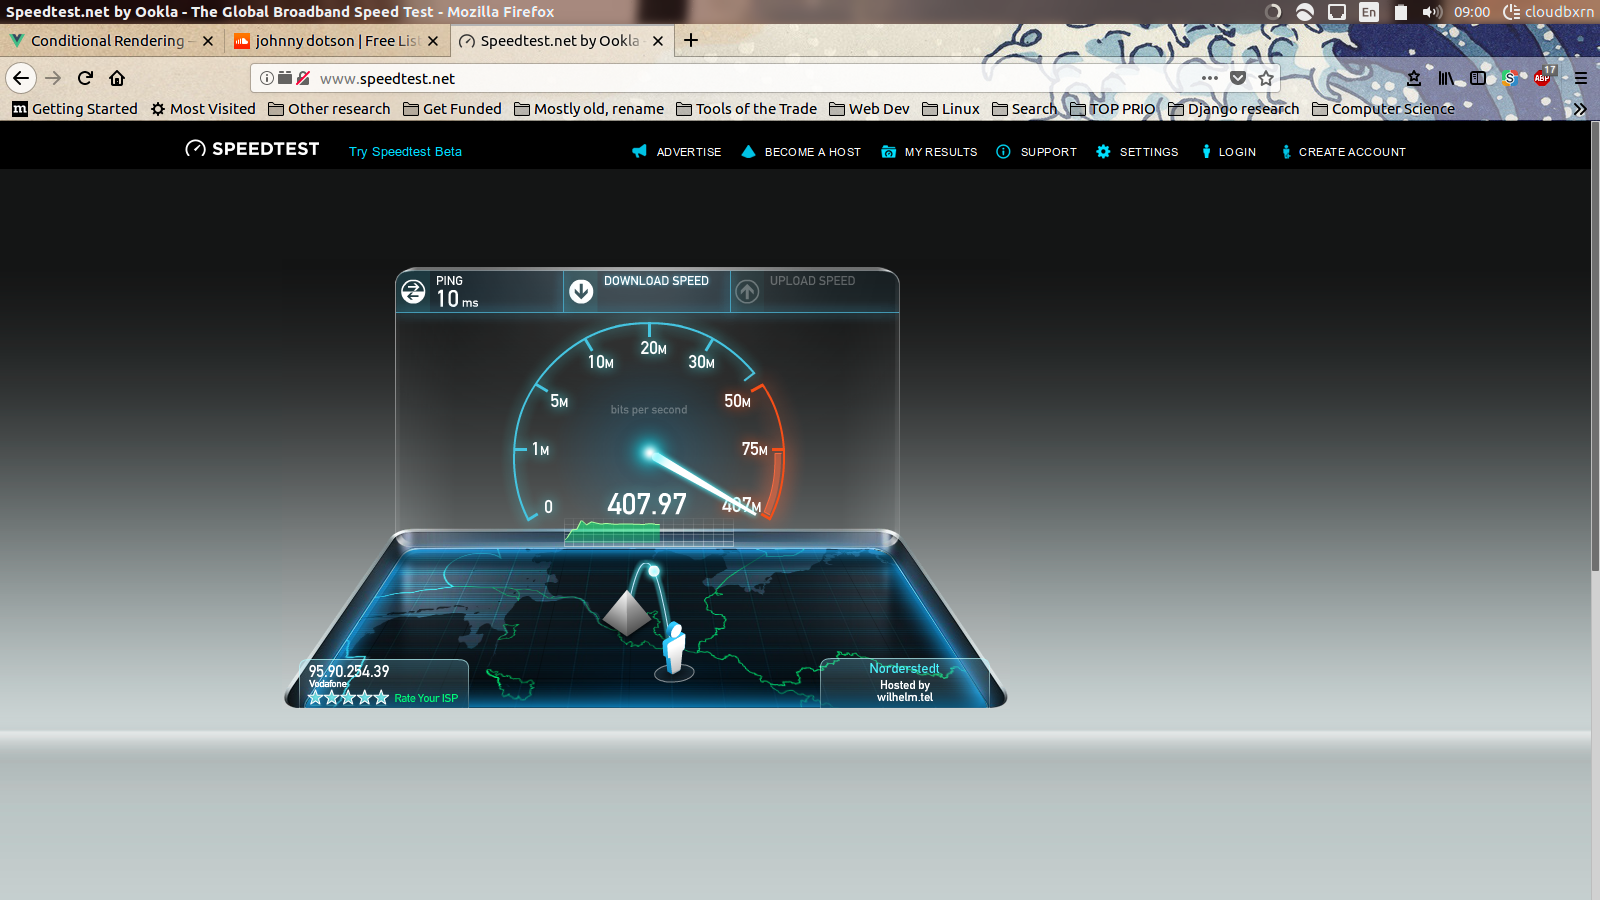 Speedtest.net by Ookla - The Global Broadband Speed Test - Mozilla Firefox
En
09:00
cloudbxrn
Conditional Rendering
johnny dotson | Free Lis
Speedtest.net by Ookla
www.speedtest.net
ABP
17
Getting Started
Most Visited
Other research
Get Funded
Mostly old, rename
Tools of the Trade
Web Dev
Linux
Search
TOP PRIO
Django research
Computer Science
SPEEDTEST
Try Speedtest Beta
ADVERTISE
BECOME A HOST
MY RESULTS
SUPPORT
SETTINGS
LOGIN
CREATE ACCOUNT
PING
10 ms
DOWNLOAD SPEED
UPLOAD SPEED
20M
10M
30M
5M
50M
bits per second
1M
75M
0
407.97
407M
95.90.254.39
Vodafone
Rate Your ISP
Norderstedt
Hosted by
wilhelm.tel